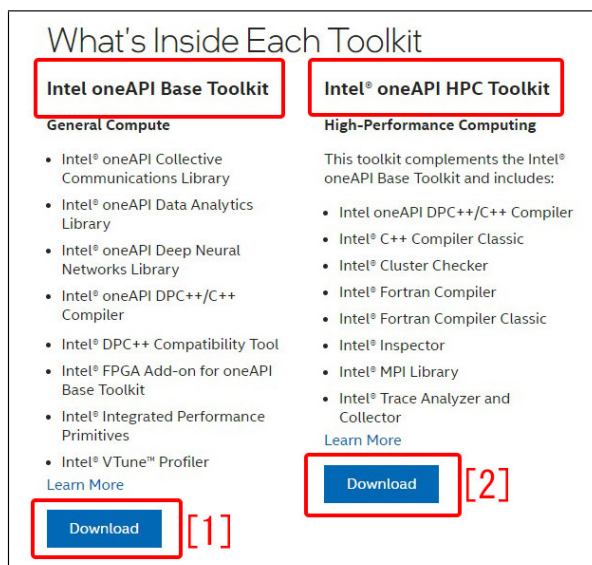 What's Inside Each Toolkit
Intel oneAPI Base Toolkit
General Compute
• Intel® oneAPI Collective
Communications Library
• Intel® oneAPI Data Analytics
Library
• Intel® oneAPI Deep Neural
Networks Library
• Intel® oneAPI DPC++/C++
Compiler
• Intel® DPC++ Compatibility Tool
• Intel® FPGA Add-on for oneAPI
Base Toolkit
• Intel® Integrated Performance
Primitives
• Intel® VTune™ Profiler
Learn More
Download
[1]
Intel® oneAPI HPC Toolkit
High-Performance Computing
This toolkit complements the Intel®
oneAPI Base Toolkit and includes:
• Intel oneAPI DPC++/C++ Compiler
• Intel® C++ Compiler Classic
• Intel® Cluster Checker
• Intel® Fortran Compiler
• Intel® Fortran Compiler Classic
• Intel® Inspector
• Intel® MPI Library
• Intel® Trace Analyzer and
Collector
Learn More
Download
[2]